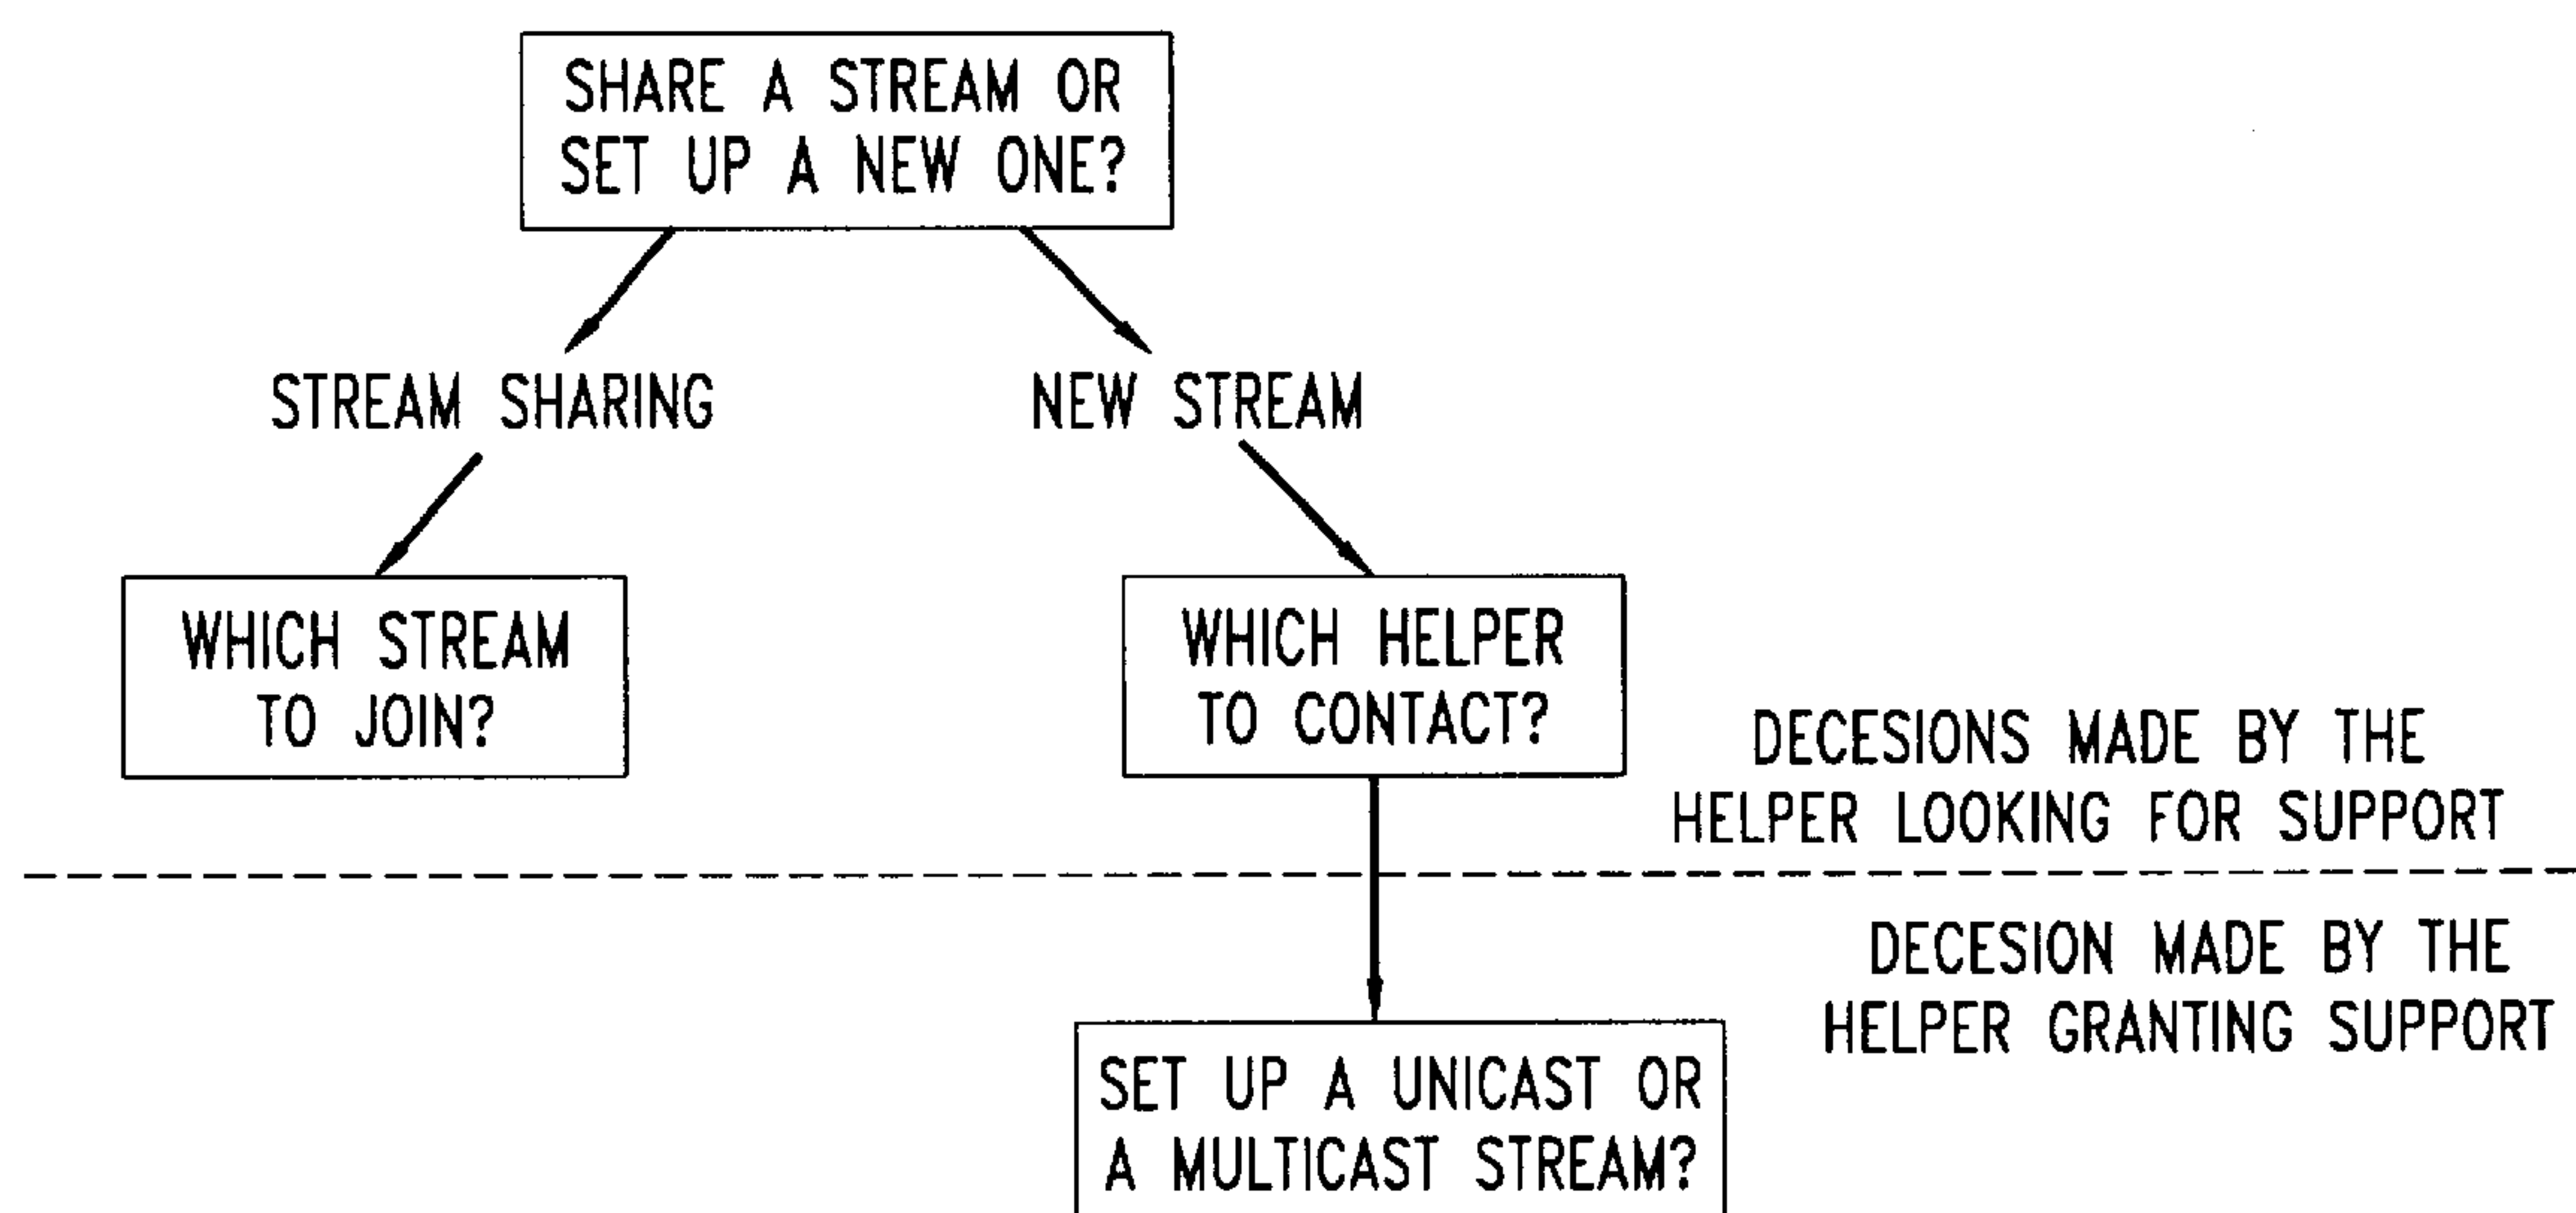 SHARE A STREAM OR
SET UP A NEW ONE?
STREAM SHARING
NEW STREAM
WHICH STREAM
TO JOIN?
WHICH HELPER
TO CONTACT?
DECESIONS MADE BY THE
HELPER LOOKING FOR SUPPORT
DECESION MADE BY THE
HELPER GRANTING SUPPORT
SET UP A UNICAST OR
A MULTICAST STREAM?